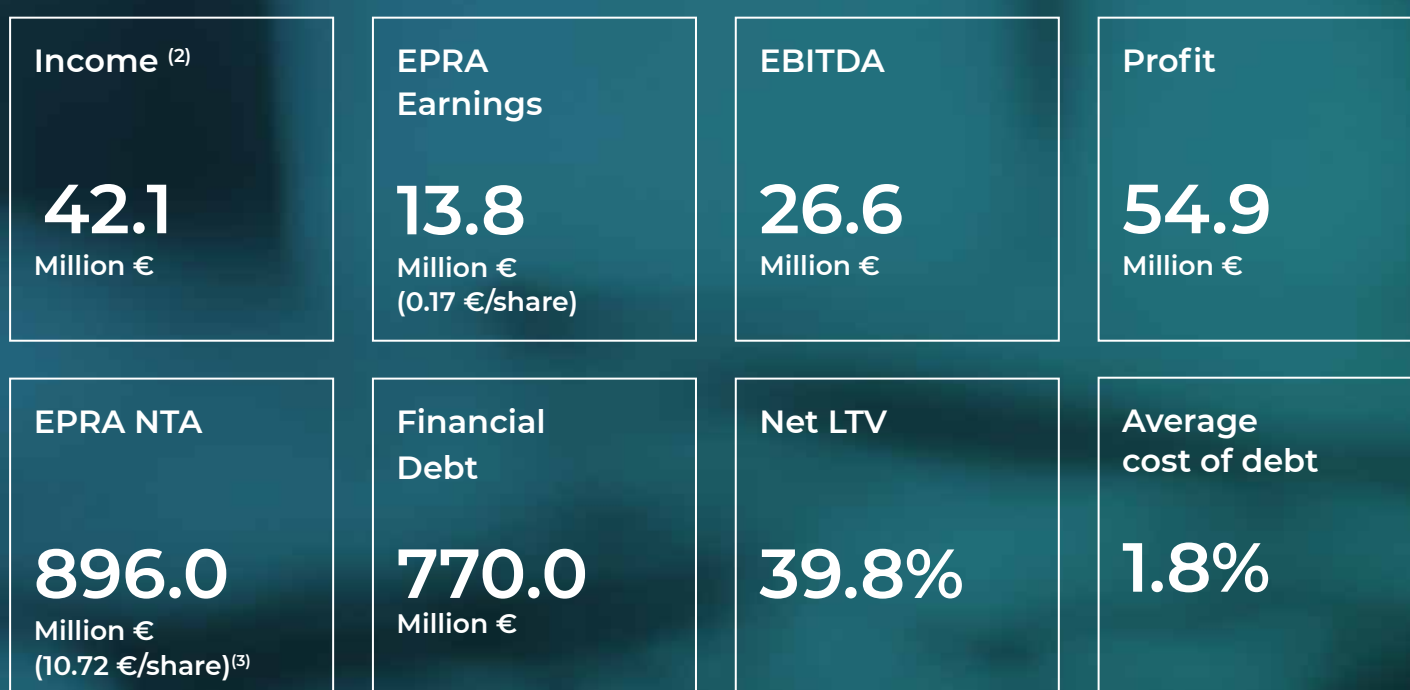 Income (2)
42.1
Million €
EPRA
Earnings
13.8
Million €
(0.17 €/share)
EBITDA
26.6
Million €
Profit
54.9
Million €
EPRA NTA
896.0
Million €
(10.72 €/share)(3)
Financial
Debt
770.0
Million €
Net LTV
39.8%
Average
cost of debt
1.8%